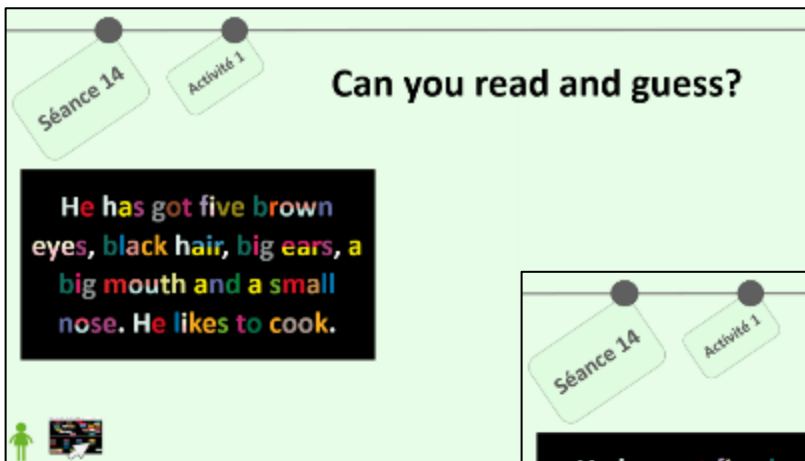 Séance 14
Activité 1
Can you read and guess?
He has got five brown
eyes, black hair, big ears, a
big mouth and a small
nose. He likes to cook.
Séance 14
Activité 1